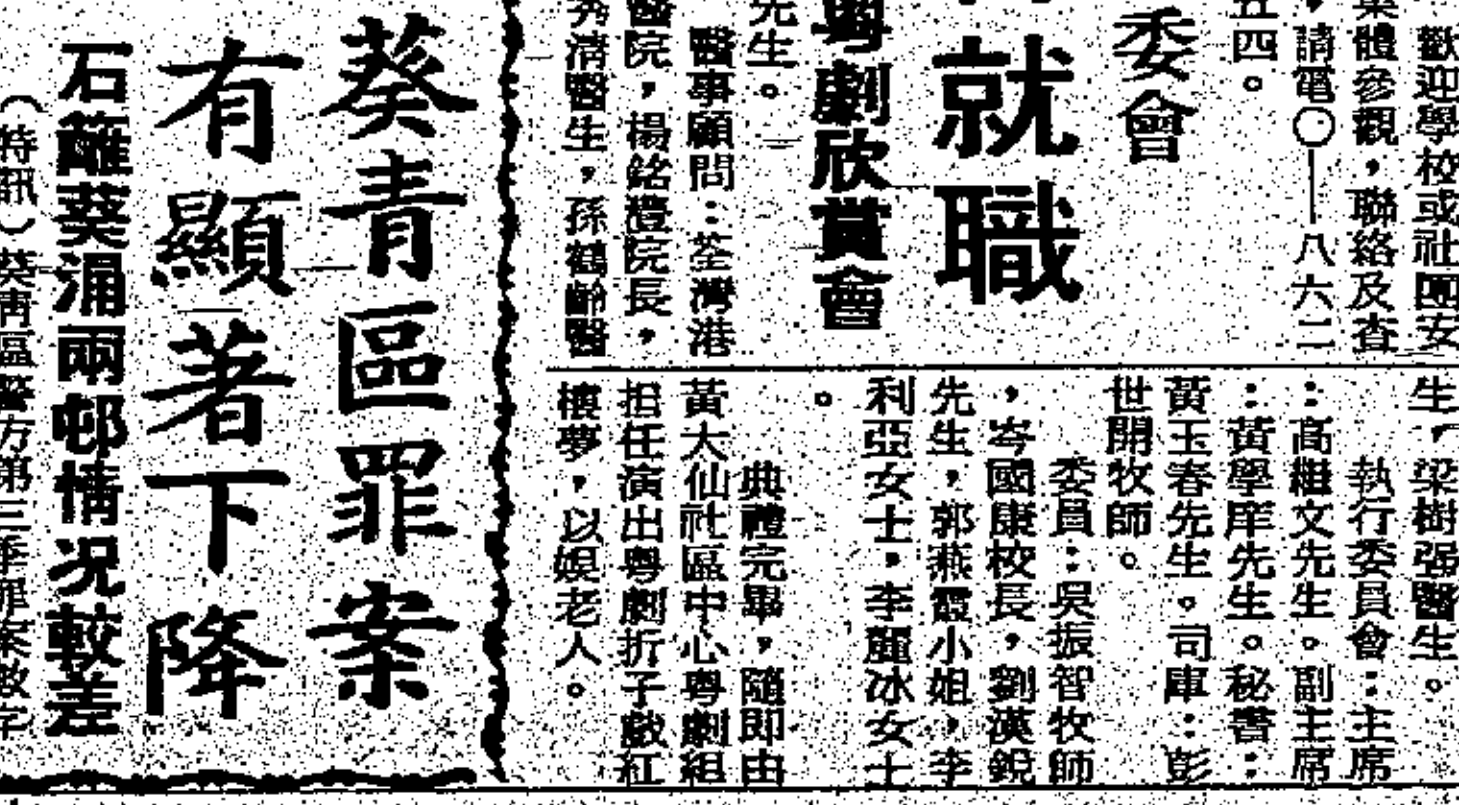 歡迎學校或社團安
集體參觀，聯絡及查
，請電〇——八六二
五四。
委會
就職
粵劇欣賞會
先生。
醫事顧問：荃灣港
醫院，楊銘澧院長，
秀清醫生，孫鶴齡醫
生，梁樹强醫生。
執行委員會：主席
：高繼文先生。副主席
：黃學庠先生。秘書：
黃玉春先生。司庫：彭
世開牧師。
委員：吳振智牧師
，岑國康校長，劉漢銳
先生，郭燕霞小姐，李
利亞女士，李麗冰女士
。
典禮完畢，隨即由
黃大仙社區中心粵劇組
担任演出粵劇折子戲紅
樓夢，以娛老人。
葵青區罪案
有顯著下降
石籬葵涌兩邨情况較差
（特訊）葵青區警方第三季罪案數字